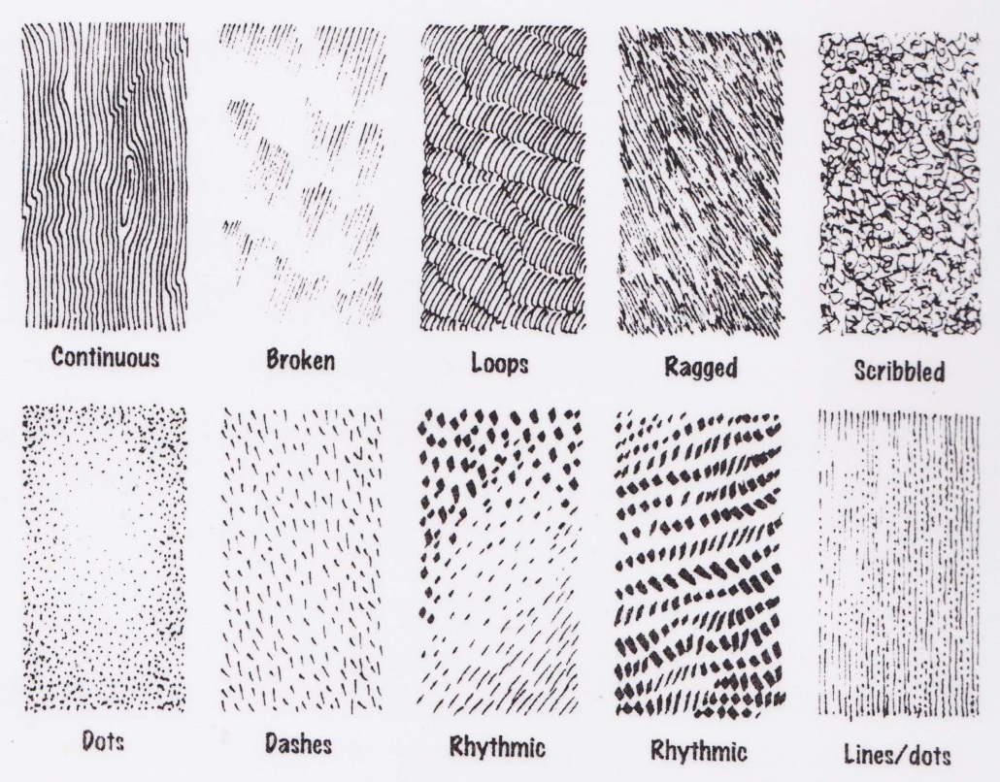 Continuous
Broken
Loops
Ragged
Scribbled
Dots
Dashes
Rhythmic
Rhythmic
Lines/dots